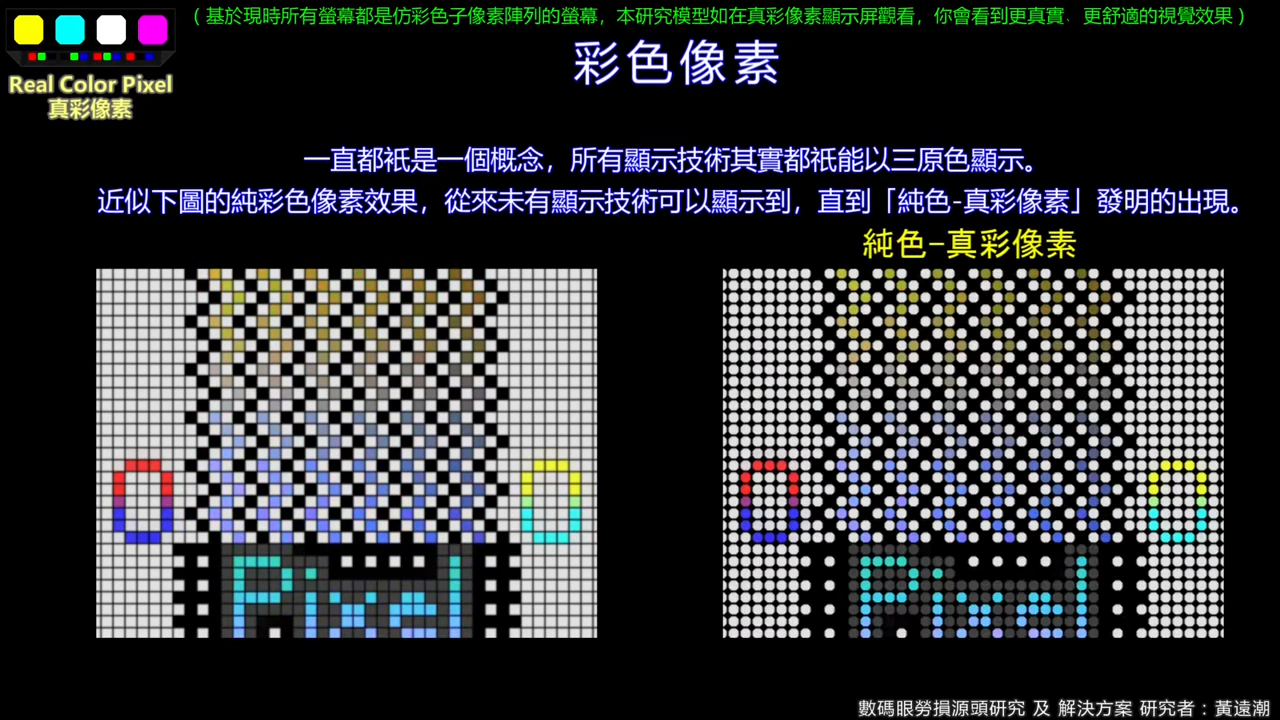 （基於現時所有螢幕都是仿彩色子像素陣列的螢幕，本研究模型如在真彩像素顯示屏觀看，你會看到更真實、更舒適的視覺效果）
Real Color Pixel
真彩像素
彩色像素
一直都衹是一個概念，所有顯示技術其實都祇能以三原色顯示。
近似下圖的純彩色像素效果，從來未有顯示技術可以顯示到，直到「純色-真彩像素」發明的出現。
純色–真彩像素
Pixel
Pixel
數碼眼勞損源頭研究 及 解決方案 研究者：黃遠潮